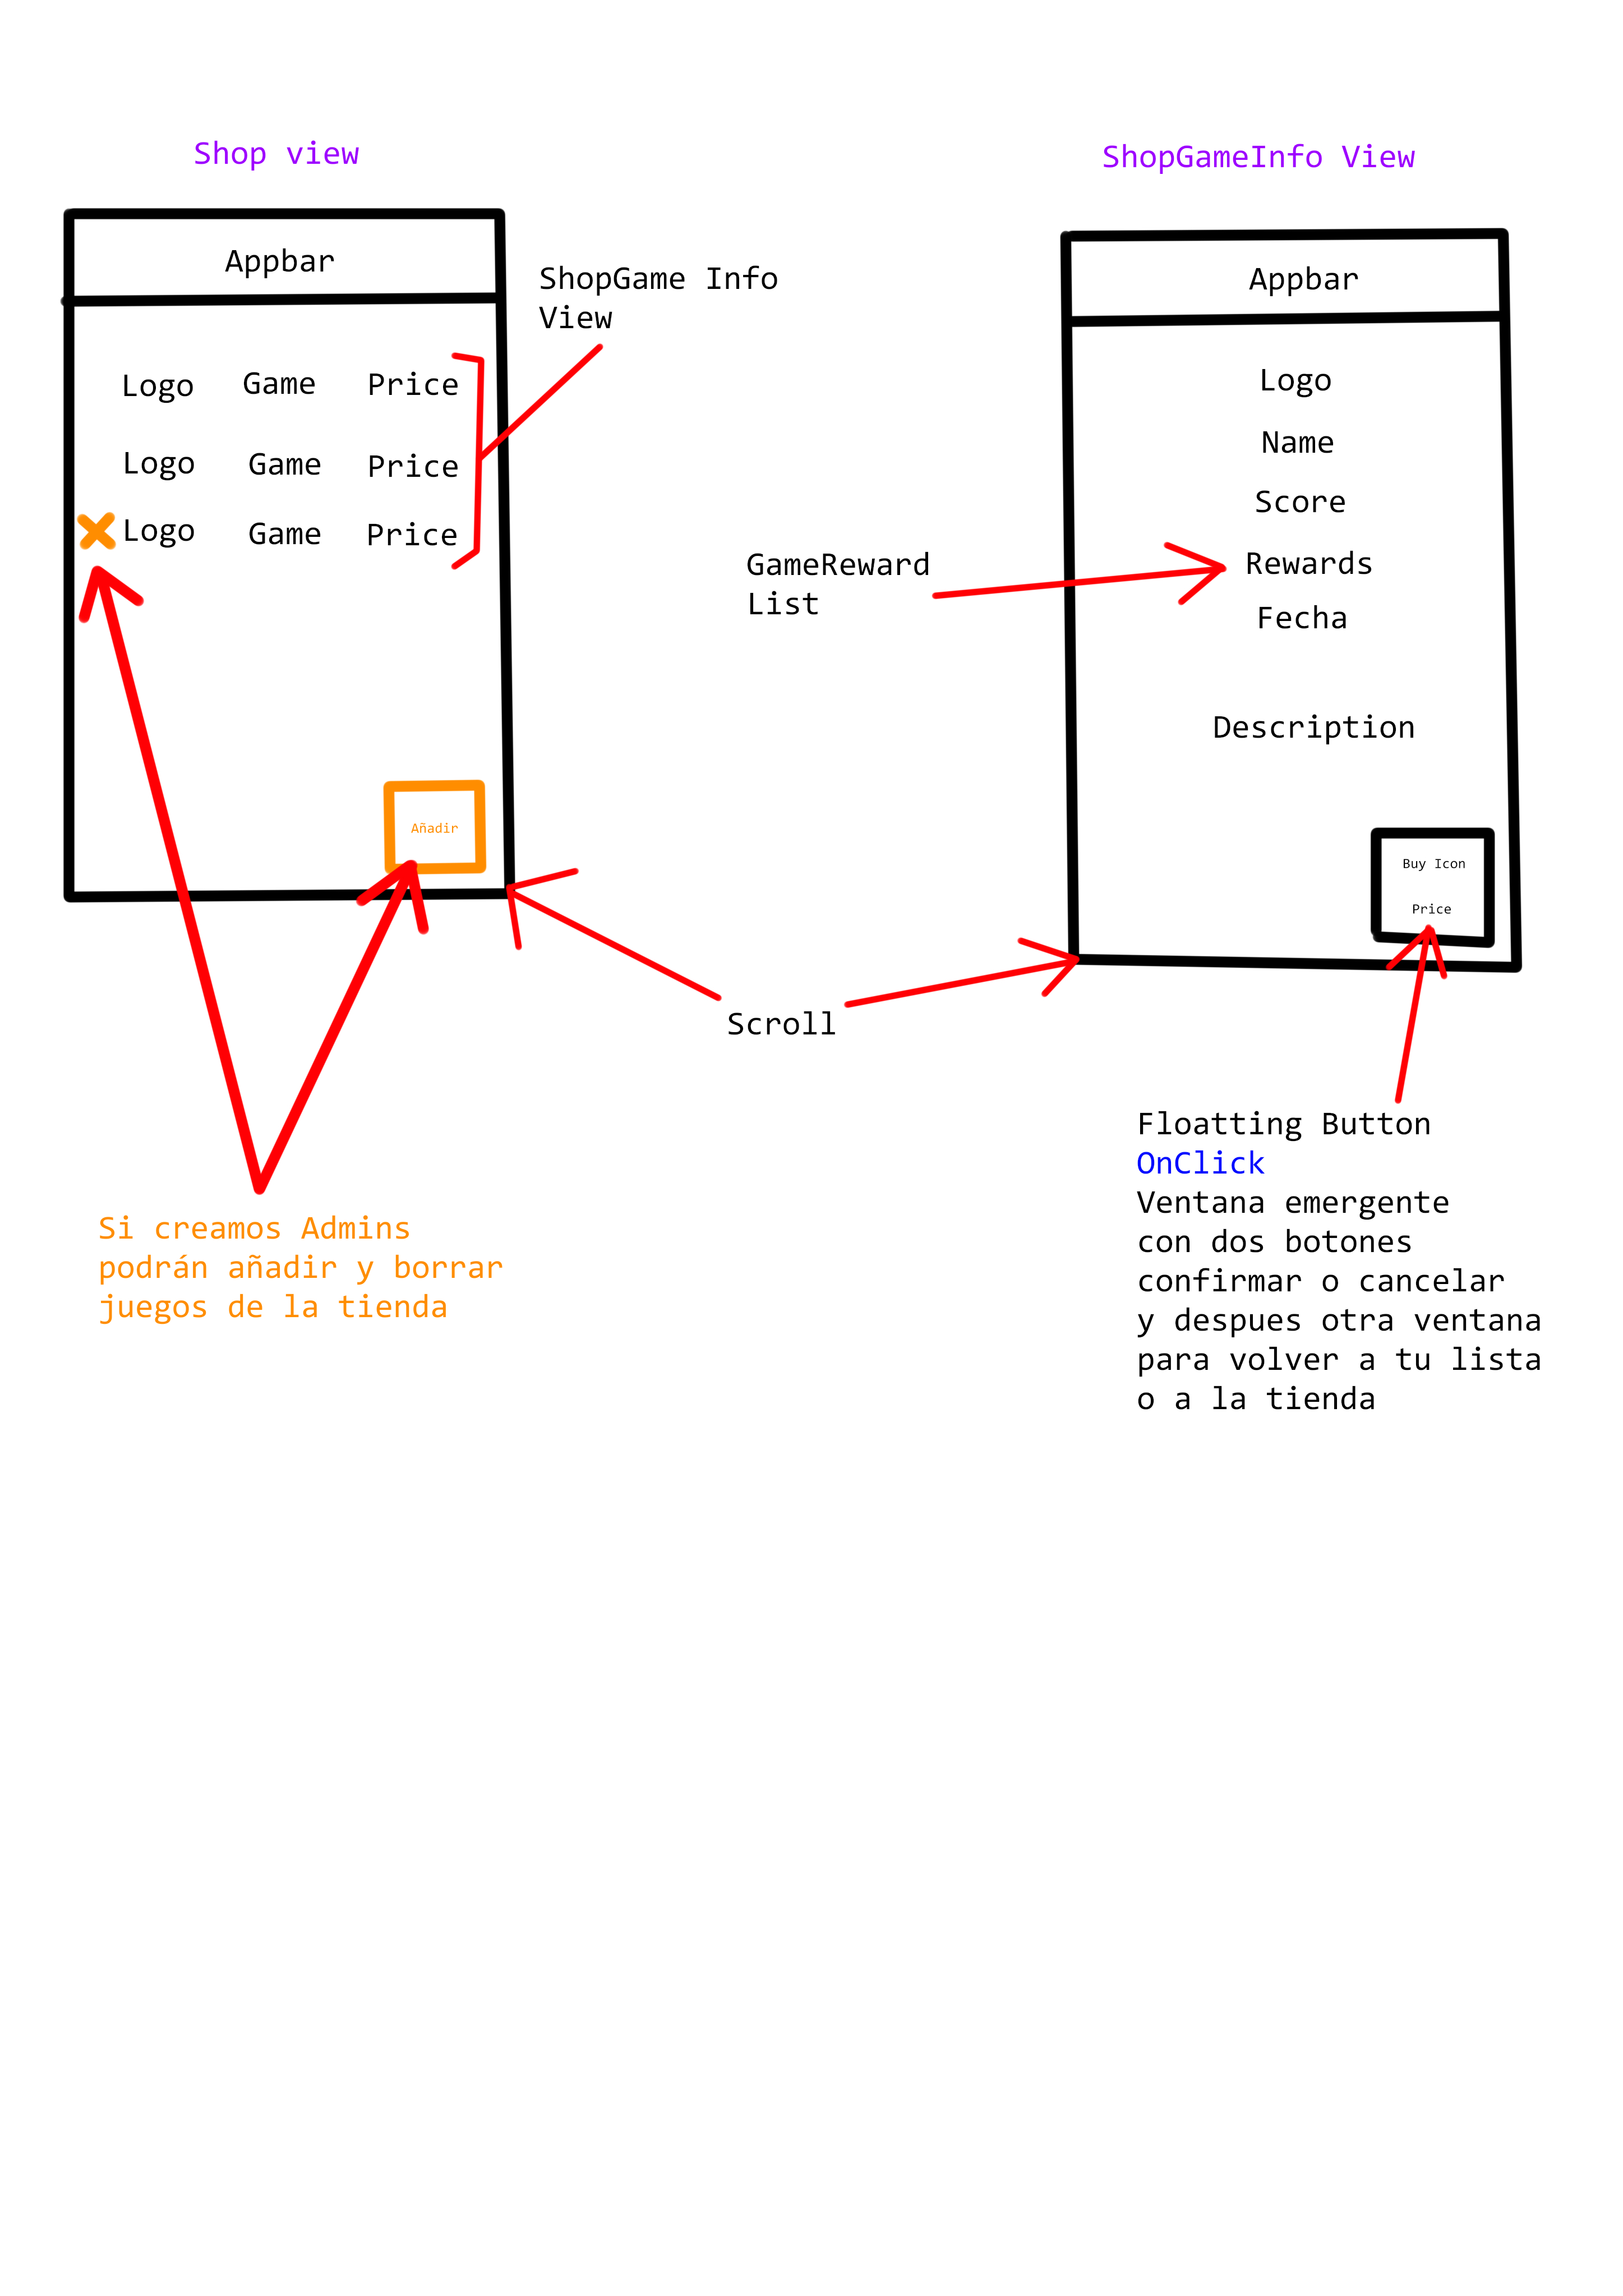 Shop view
Appbar
Logo Game Price
Logo Game Price
Logo Game Price
Añadir
ShopGame Info
View
Si creamos Admins
podrán añadir y borrar
juegos de la tienda
Scroll
ShopGameInfo View
Appbar
Logo
Name
Score
Rewards
Fecha
Description
Buy Icon
Price
GameReward
List
Floatting Button
OnClick
Ventana emergente
con dos botones
confirmar o cancelar
y despues otra ventana
para volver a tu lista
o a la tienda